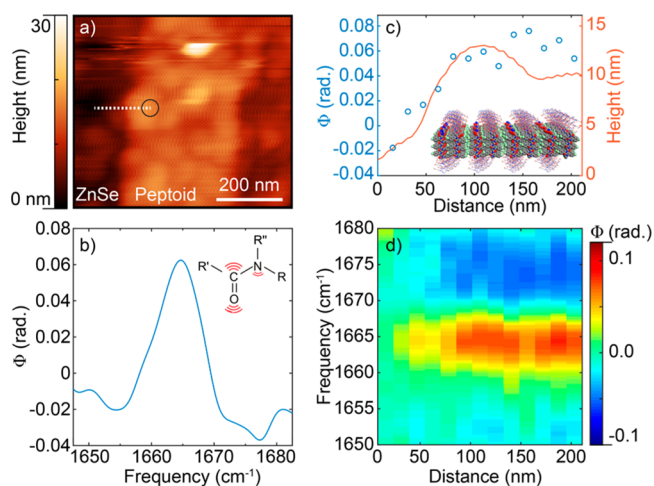 a)
30
Height (nm)
0 nm
ZnSe Peptoid 200 nm
c)
Φ (rad.)
0.08
0.06
0.04
0.02
0
-0.02
-0.04
0 50 100 150 200
Distance (nm)
15
10
5
0
Height (nm)
b)
Φ (rad.)
0.08
0.06
0.04
0.02
0
-0.02
-0.04
1650 1660 1670 1680
Frequency (cm-1)
R'
C
O
N
R"
R
d)
Frequency (cm-1)
1680
1670
1660
1650
0 50 100 150 200
Distance (nm)
Φ (rad.)
0.1
0.0
-0.1